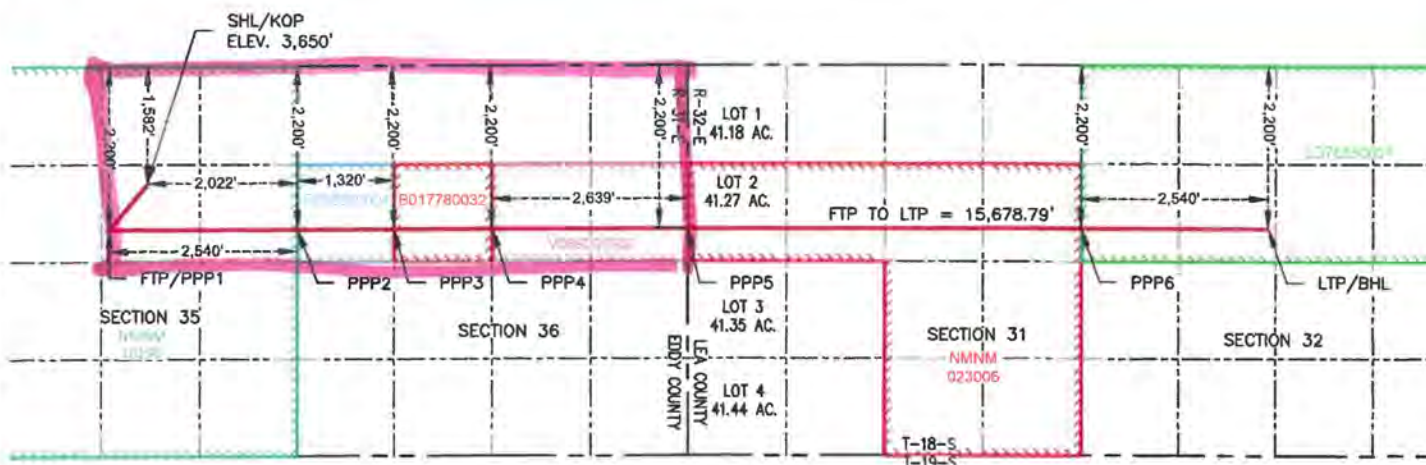 SHL/KOP
ELEV. 3,650'
2,200'
1,582'
2,200'
2,200'
2,200'
2,200'
R-31-E
R-32-E
LOT 1
41.18 AC.
2,200'
2,200'
2,022'
1,320'
B017780032
2,639'
LOT 2
41.27 AC.
FTP TO LTP = 15,678.79'
2,540'
2,540'
FTP/PPP1
PPP2
PPP3
PPP4
PPP5
PPP6
LTP/BHL
SECTION 35
SECTION 36
LOT 3
41.35 AC.
SECTION 31
NMNM
023006
SECTION 32
EDDY COUNTY
LEA COUNTY
LOT 4
41.44 AC.
T-18-S
T-19-S